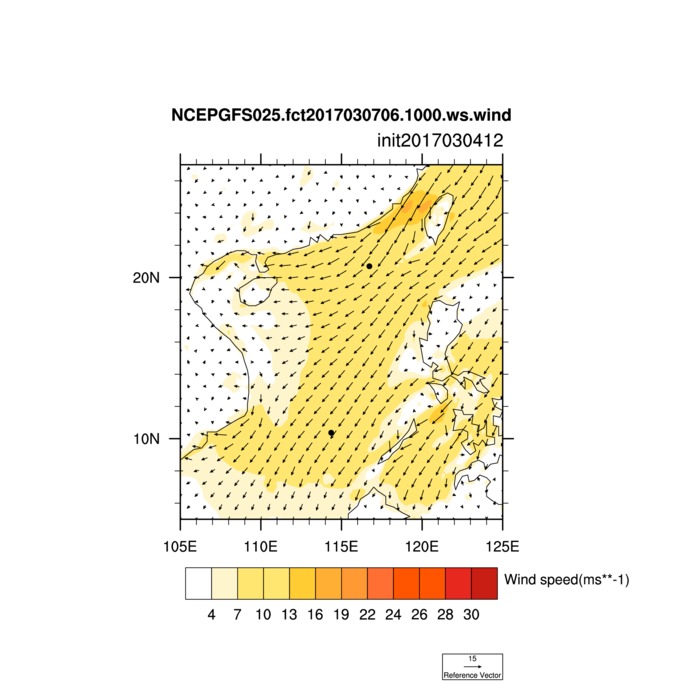 NCEPGFS025.fct2017030706.1000.ws.wind
init2017030412
20N
10N
105E 110E 115E 120E 125E
4 7 10 13 16 19 22 24 26 28 30
Wind speed(ms**-1)
15
Reference Vector